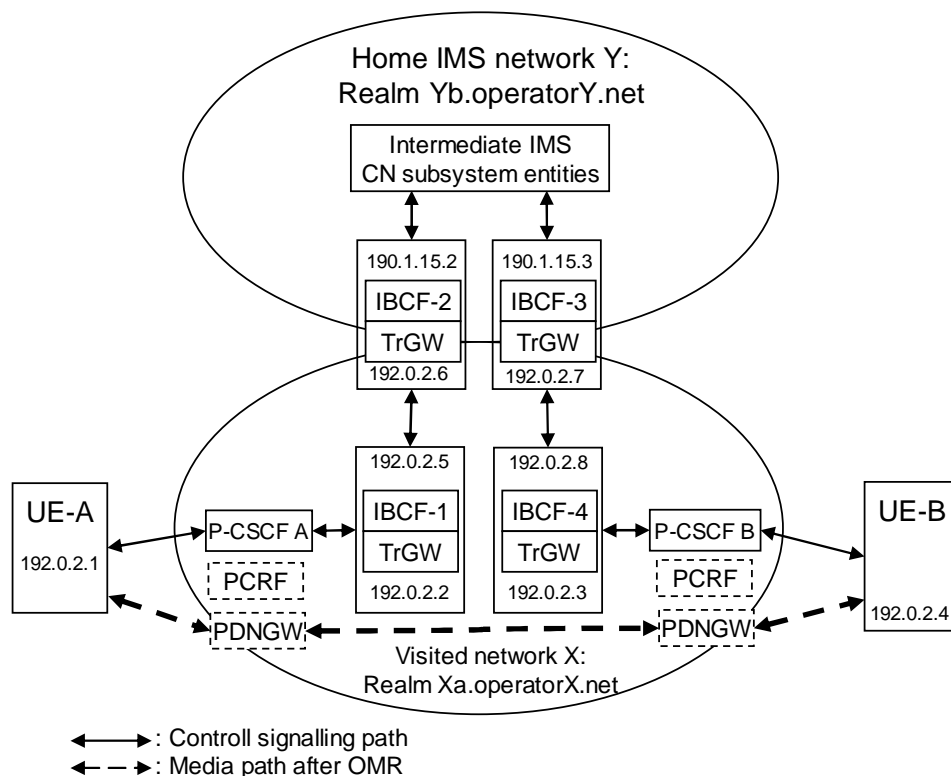 Home IMS network Y:
Realm Yb.operatorY.net
Intermediate IMS
CN subsystem entities
190.1.15.2
190.1.15.3
IBCF-2
IBCF-3
TrGW
TrGW
192.0.2.6
192.0.2.7
192.0.2.5
192.0.2.8
UE-A
192.0.2.1
P-CSCF A
IBCF-1
IBCF-4
P-CSCF B
UE-B
192.0.2.4
TrGW
TrGW
PCRF
PCRF
192.0.2.2
192.0.2.3
PDNGW
PDNGW
Visited network X:
Realm Xa.operatorX.net
: Controll signalling path
: Media path after OMR